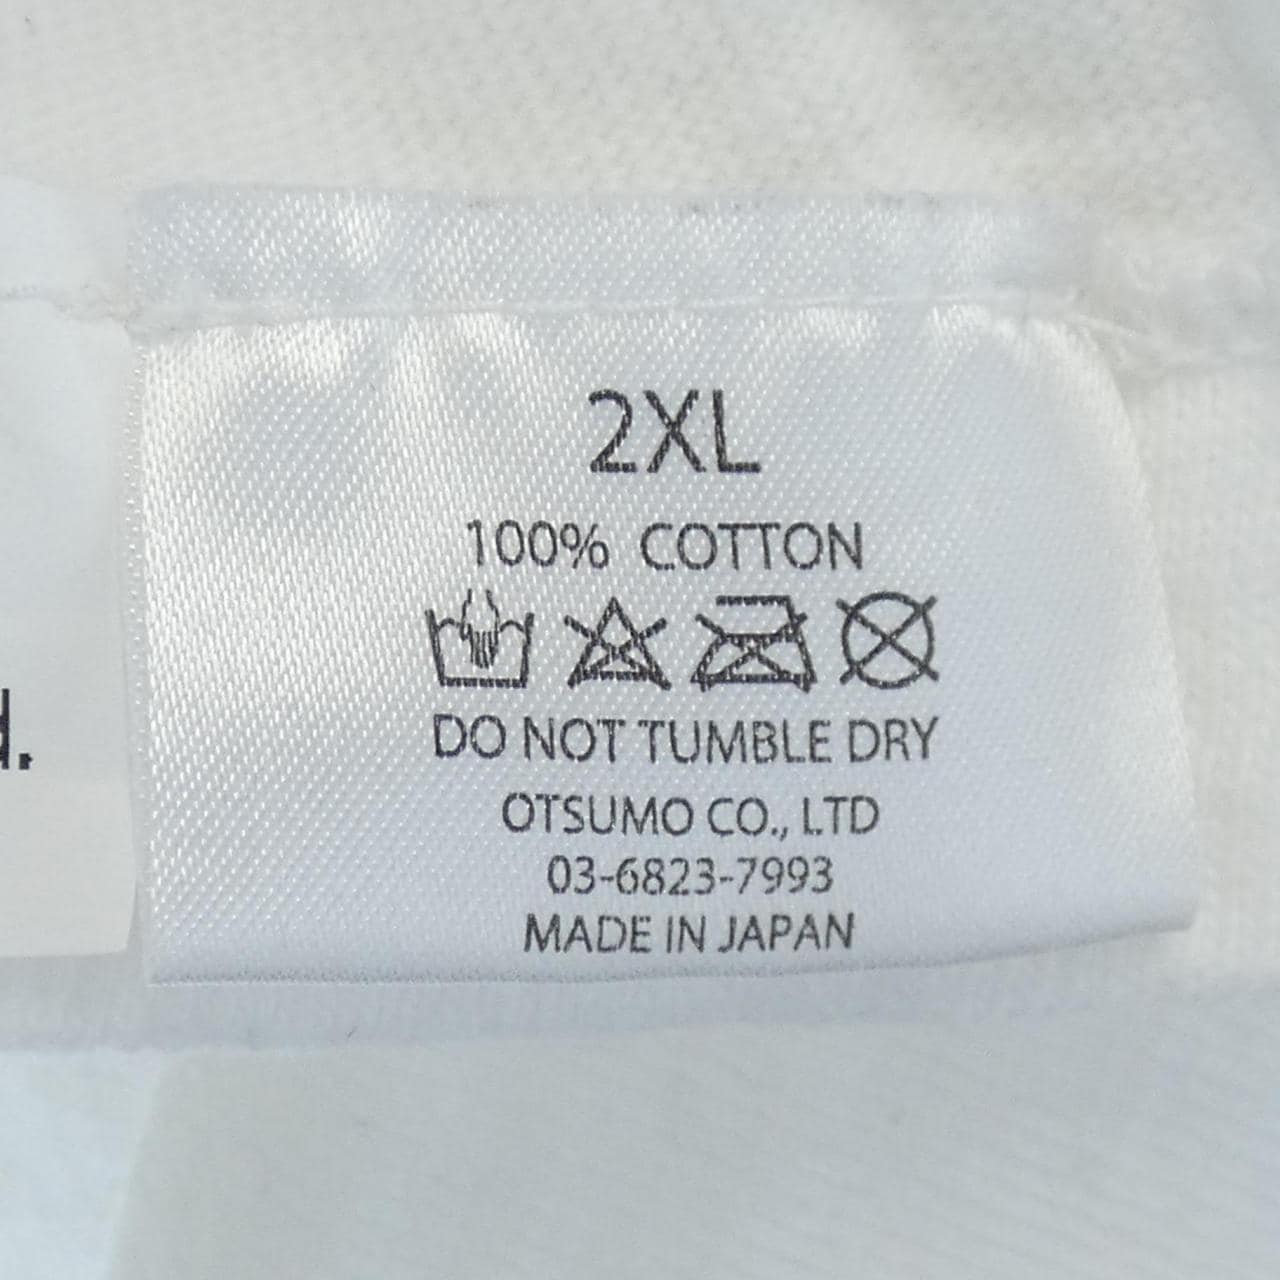 2XL
100% COTTON
DO NOT TUMBLE DRY
OTSUMO CO., LTD
03-6823-7993
MADE IN JAPAN